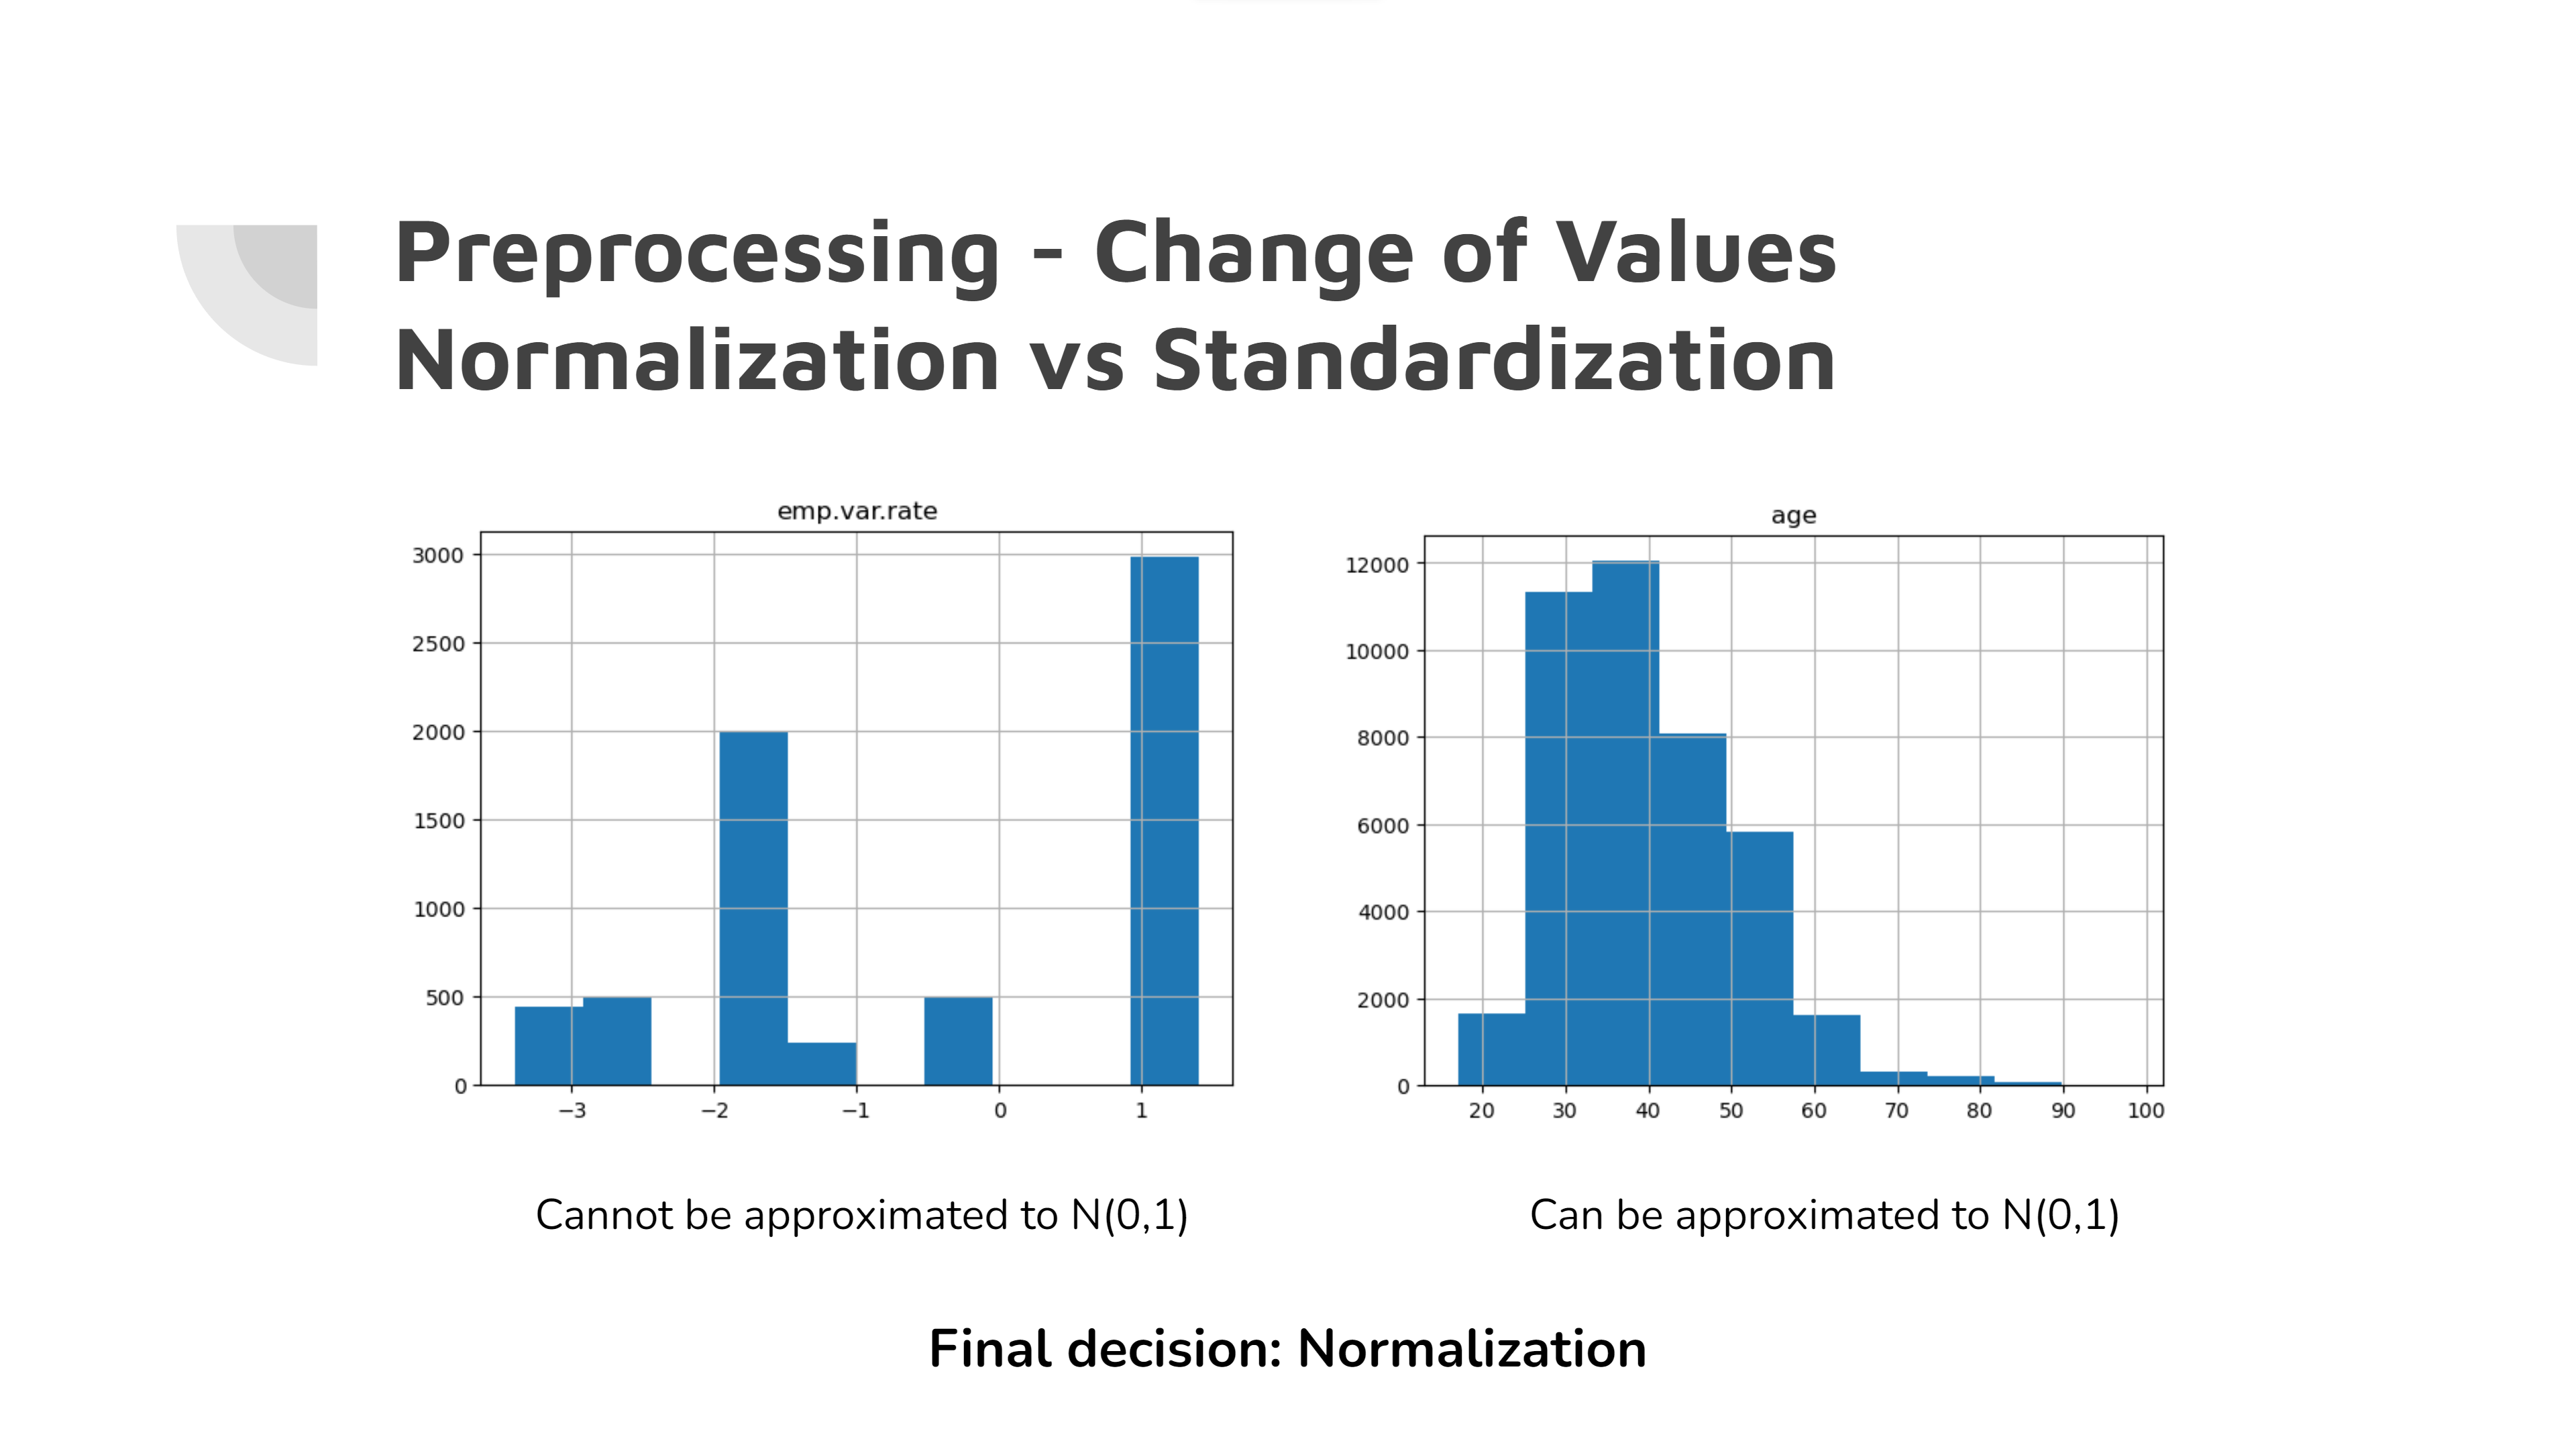 Preprocessing - Change of Values
Normalization vs Standardization
emp.var.rate
3000
2500
2000
1500
1000
500
0
−3 −2 −1 0 1
age
12000
10000
8000
6000
4000
2000
0
20 30 40 50 60 70 80 90 100
Cannot be approximated to N(0,1)
Can be approximated to N(0,1)
Final decision: Normalization